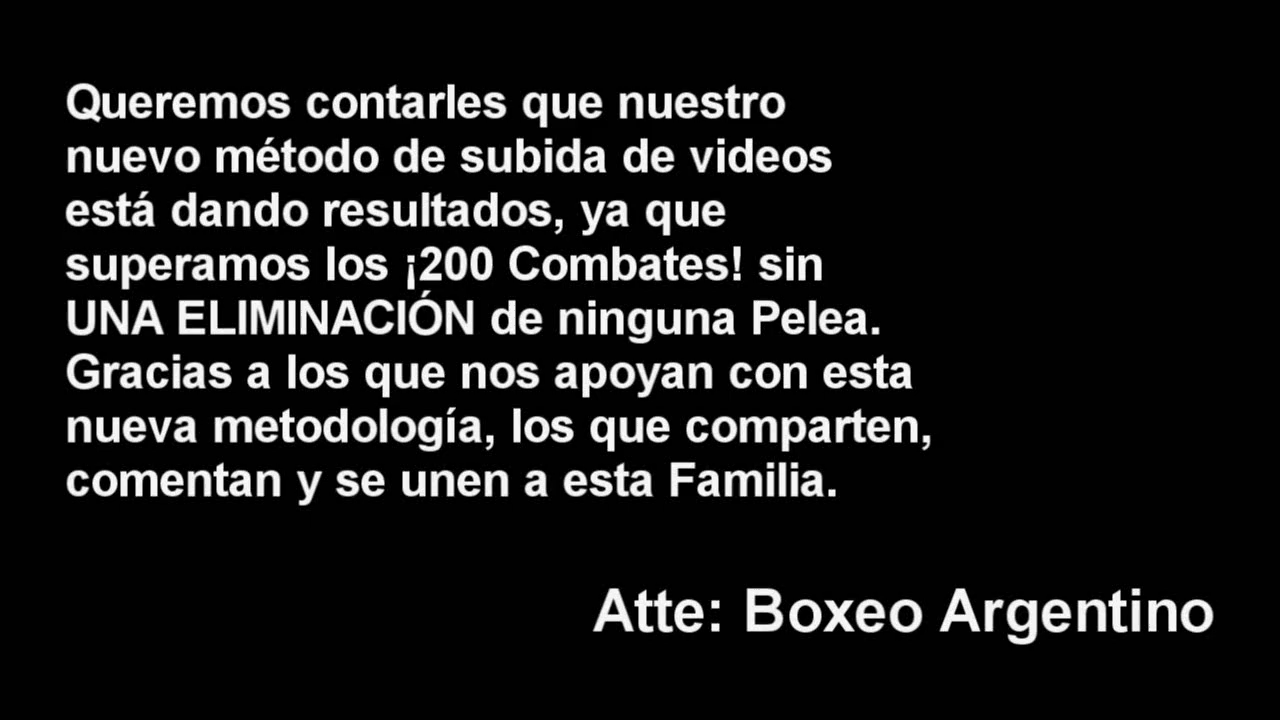 Queremos contarles que nuestro
nuevo método de subida de videos
está dando resultados, ya que
superamos los ¡200 Combates! sin
UNA ELIMINACIÓN de ninguna Pelea.
Gracias a los que nos apoyan con esta
nueva metodología, los que comparten,
comentan y se unen a esta Familia.
Atte: Boxeo Argentino